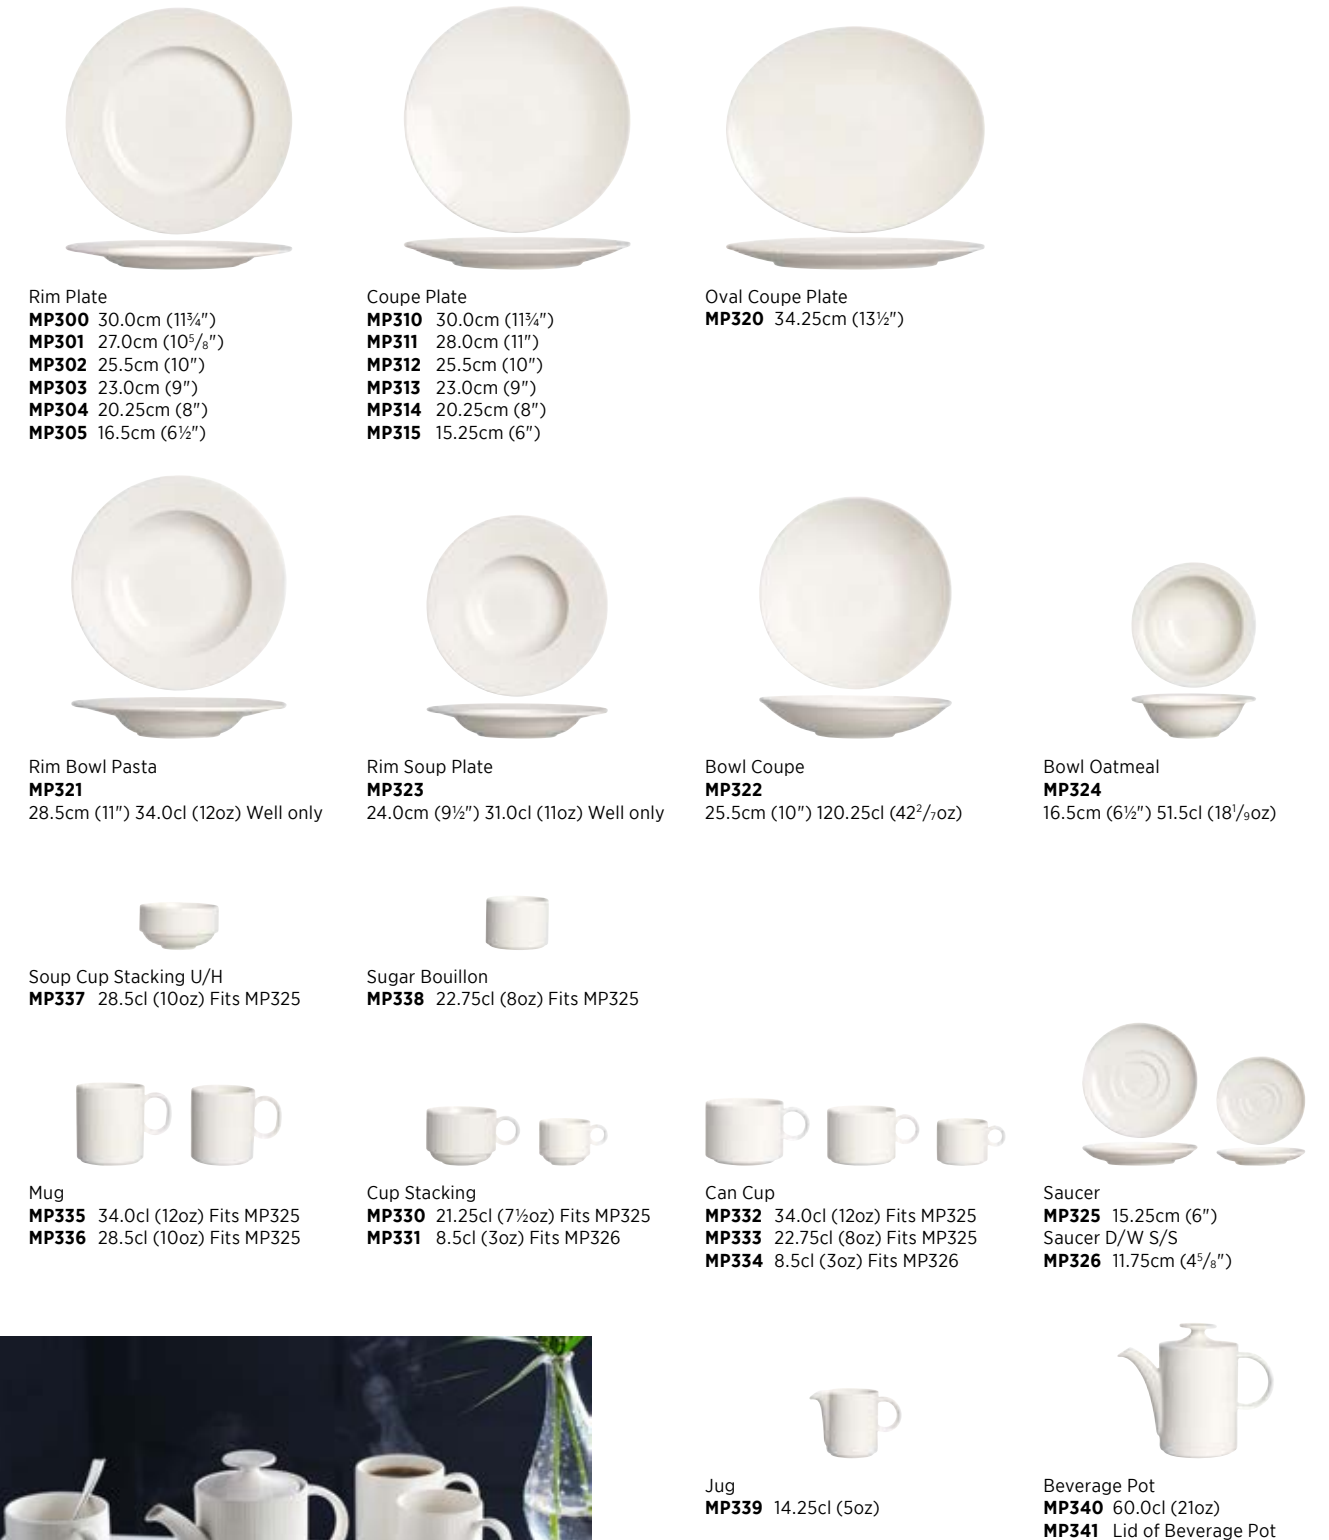 Rim Plate
MP300 30.0cm (11¾")
MP301 27.0cm (10⁵/₈")
MP302 25.5cm (10")
MP303 23.0cm (9")
MP304 20.25cm (8")
MP305 16.5cm (6½")
Coupe Plate
MP310 30.0cm (11¾")
MP311 28.0cm (11")
MP312 25.5cm (10")
MP313 23.0cm (9")
MP314 20.25cm (8")
MP315 15.25cm (6")
Oval Coupe Plate
MP320 34.25cm (13½")
Rim Bowl Pasta
MP321
28.5cm (11") 34.0cl (12oz) Well only
Rim Soup Plate
MP323
24.0cm (9½") 31.0cl (11oz) Well only
Bowl Coupe
MP322
25.5cm (10") 120.25cl (42²/₇oz)
Bowl Oatmeal
MP324
16.5cm (6½") 51.5cl (18¹/₉oz)
Soup Cup Stacking U/H
MP337 28.5cl (10oz) Fits MP325
Sugar Bouillon
MP338 22.75cl (8oz) Fits MP325
Mug
MP335 34.0cl (12oz) Fits MP325
MP336 28.5cl (10oz) Fits MP325
Cup Stacking
MP330 21.25cl (7½oz) Fits MP325
MP331 8.5cl (3oz) Fits MP326
Can Cup
MP332 34.0cl (12oz) Fits MP325
MP333 22.75cl (8oz) Fits MP325
MP334 8.5cl (3oz) Fits MP326
Saucer
MP325 15.25cm (6")
Saucer D/W S/S
MP326 11.75cm (4⁵/₈")
Jug
MP339 14.25cl (5oz)
Beverage Pot
MP340 60.0cl (21oz)
MP341 Lid of Beverage Pot